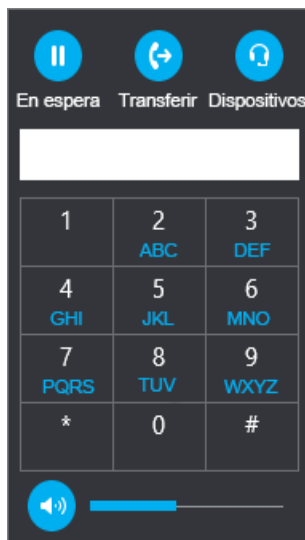 En espera Transferir Dispositivos
1 2 3
ABC DEF
4 5 6
GHI JKL MNO
7 8 9
PQRS TUV WXYZ
* 0 #